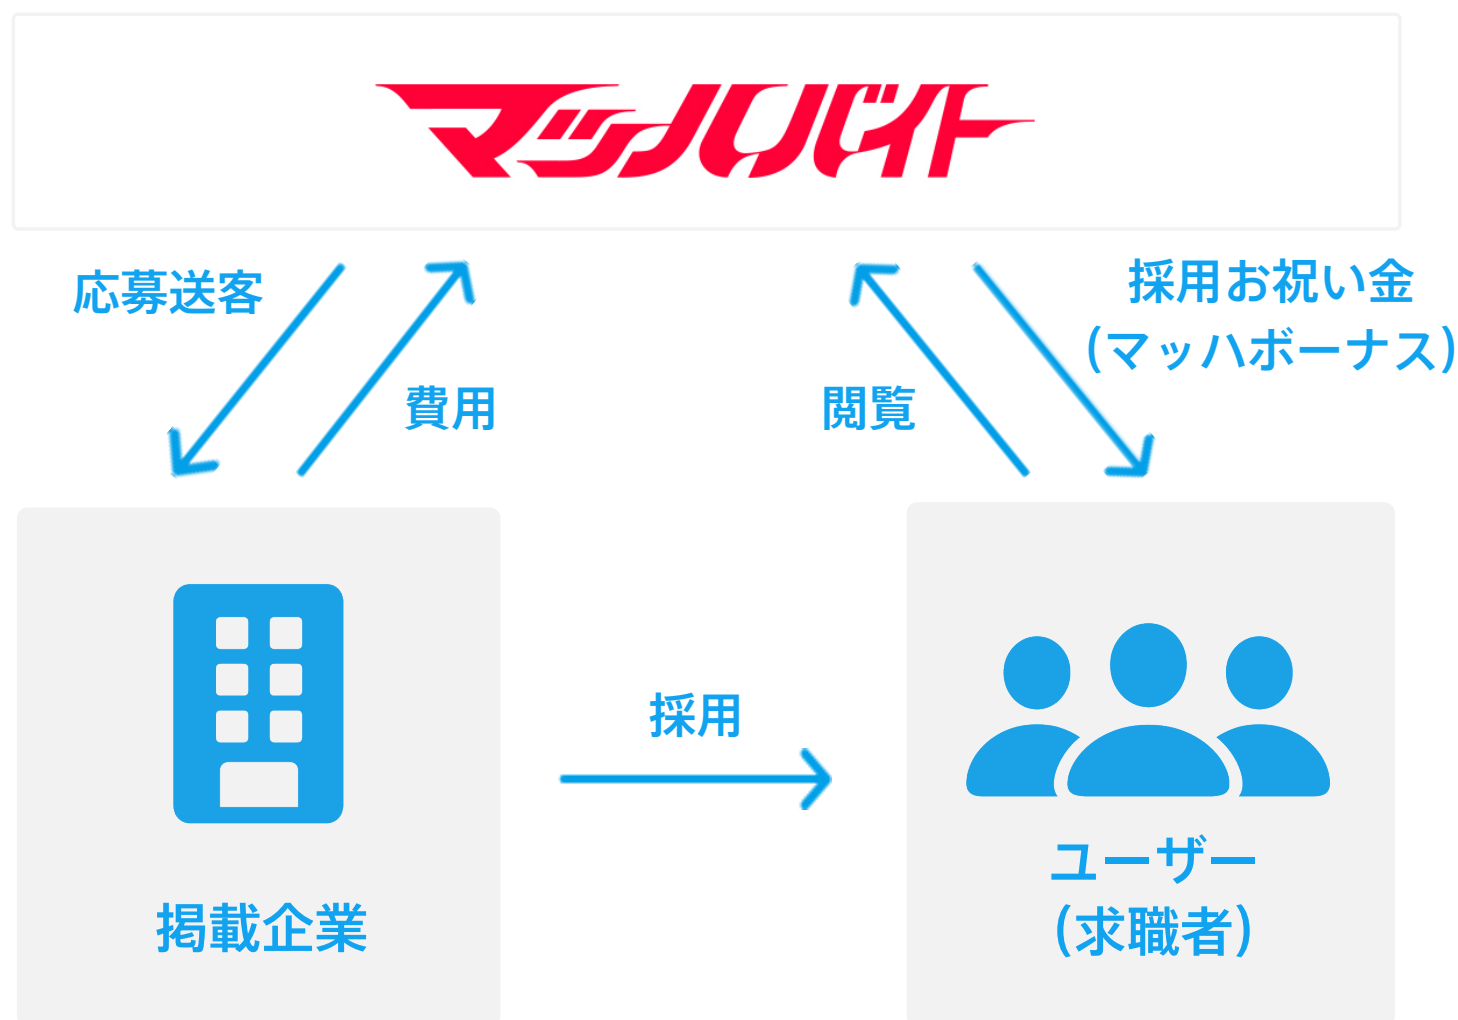 マッハバイト
応募送客
費用
閲覧
採用お祝い金
(マッハボーナス)
採用
掲載企業
ユーザー
(求職者)